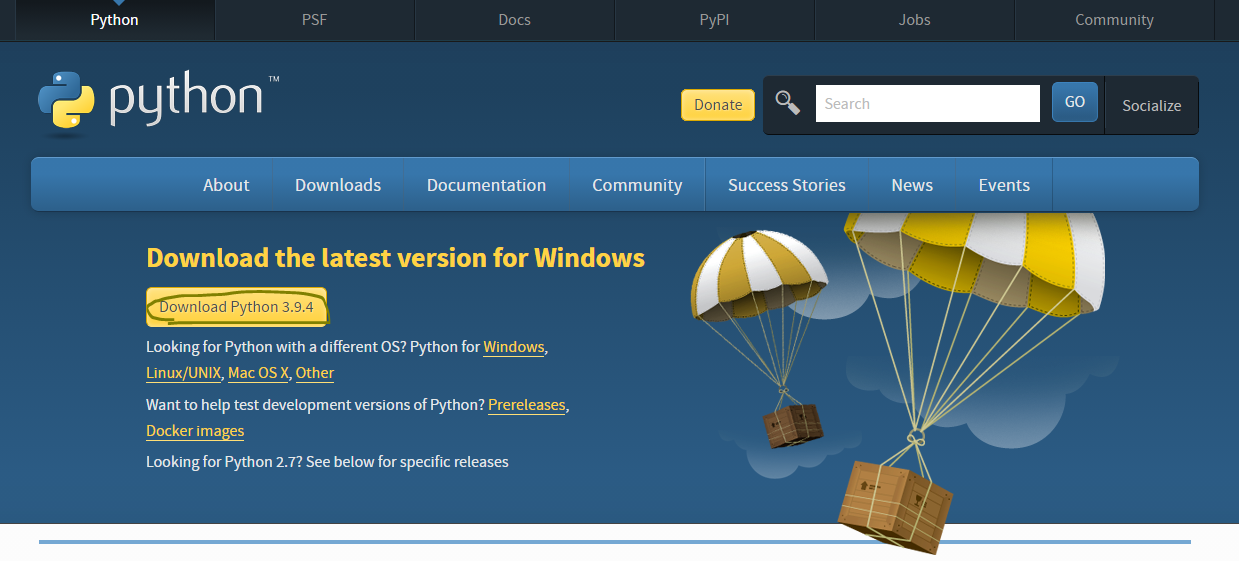 Python PSF Docs PyPI Jobs Community
python™
Donate Search GO Socialize
About Downloads Documentation Community Success Stories News Events
Download the latest version for Windows
Download Python 3.9.4
Looking for Python with a different OS? Python for Windows,
Linux/UNIX, Mac OS X, Other
Want to help test development versions of Python? Prereleases,
Docker images
Looking for Python 2.7? See below for specific releases